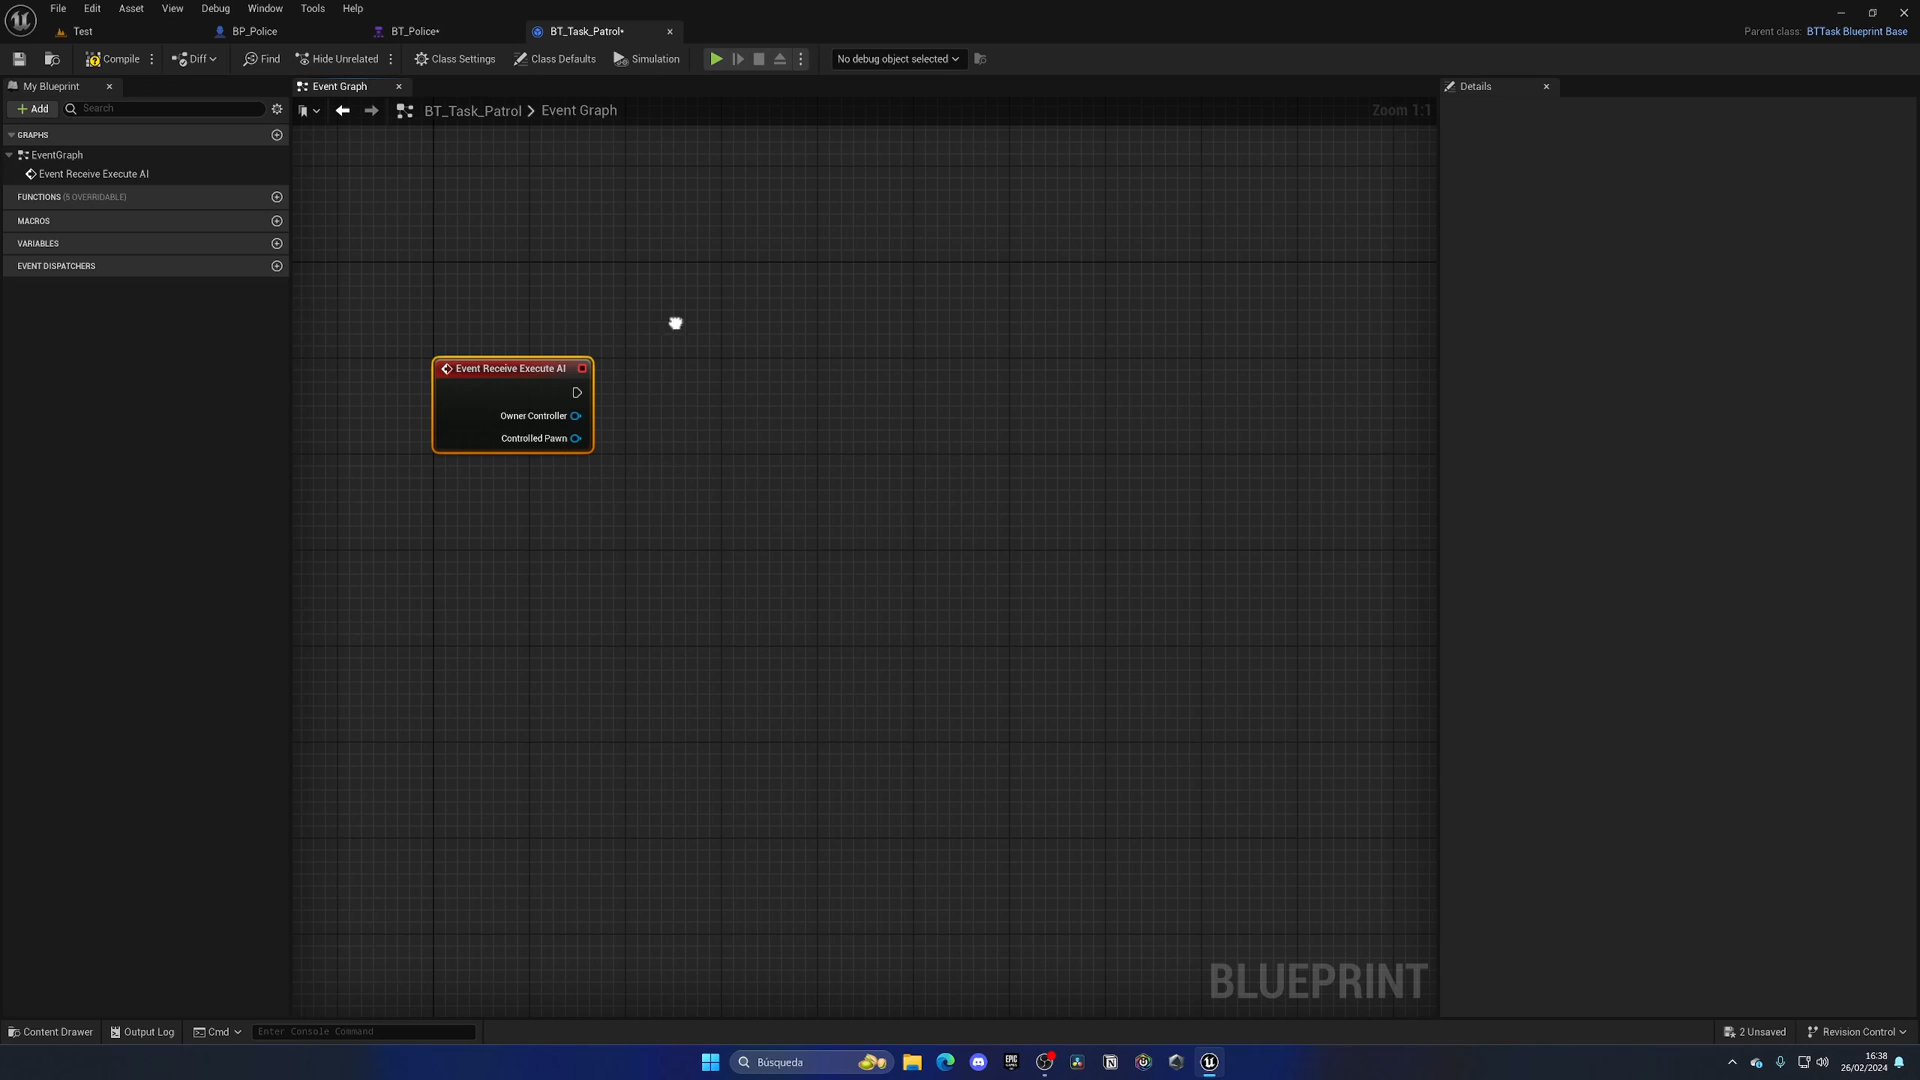 File Edit Asset View Debug Window Tools Help
Test BP_Police BT_Police* BT_Task_Patrol* Parent class: BTTask Blueprint Base
Compile Diff Find Hide Unrelated Class Settings Class Defaults Simulation No debug object selected
My Blueprint Event Graph Details
Add Search BT_Task_Patrol > Event Graph Zoom 1:1
GRAPHS
EventGraph
Event Receive Execute AI
FUNCTIONS (5 OVERRIDABLE)
MACROS
VARIABLES
EVENT DISPATCHERS
Event Receive Execute AI
Owner Controller
Controlled Pawn
BLUEPRINT
Content Drawer Output Log Cmd Enter Console Command 2 Unsaved Revision Control
Búsqueda EPIC GAMES 16:38
26/02/2024